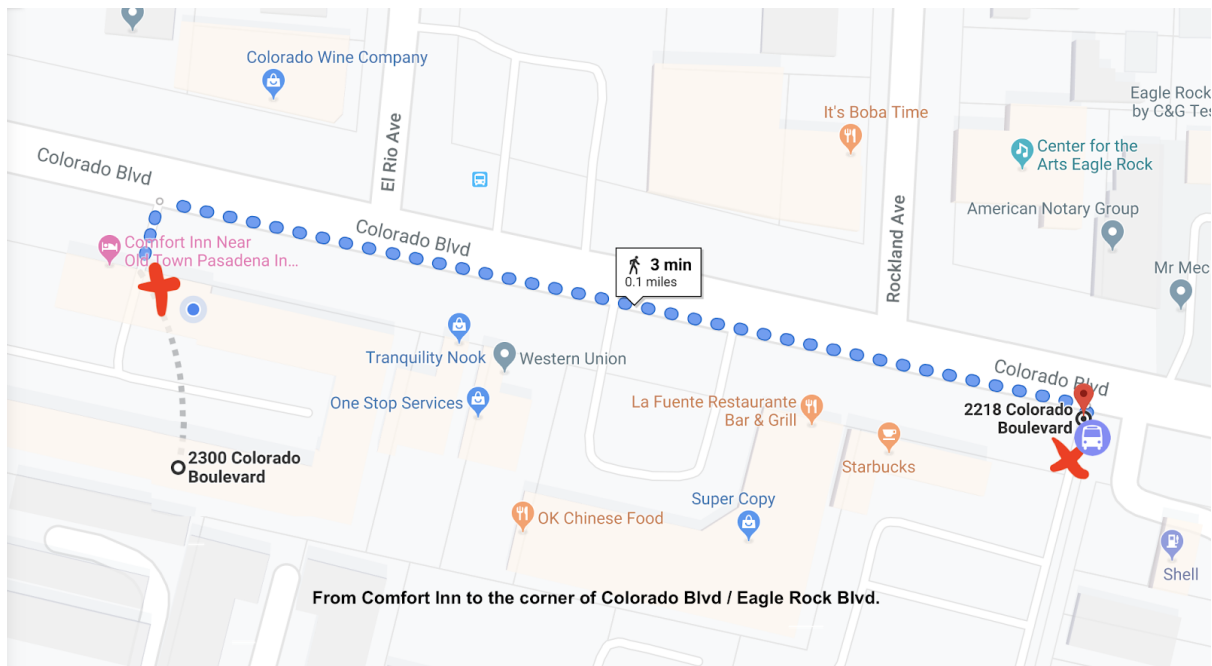 Colorado Wine Company
It's Boba Time
Eagle Rock
by C&G Tes
Center for the
Arts Eagle Rock
Colorado Blvd
El Rio Ave
Rockland Ave
American Notary Group
Colorado Blvd
Comfort Inn Near
Old Town Pasadena In...
3 min
0.1 miles
Mr Mec
Tranquility Nook
Western Union
Colorado Blvd
One Stop Services
La Fuente Restaurante
Bar & Grill
2218 Colorado
Boulevard
2300 Colorado
Boulevard
Starbucks
Super Copy
OK Chinese Food
Shell
From Comfort Inn to the corner of Colorado Blvd / Eagle Rock Blvd.